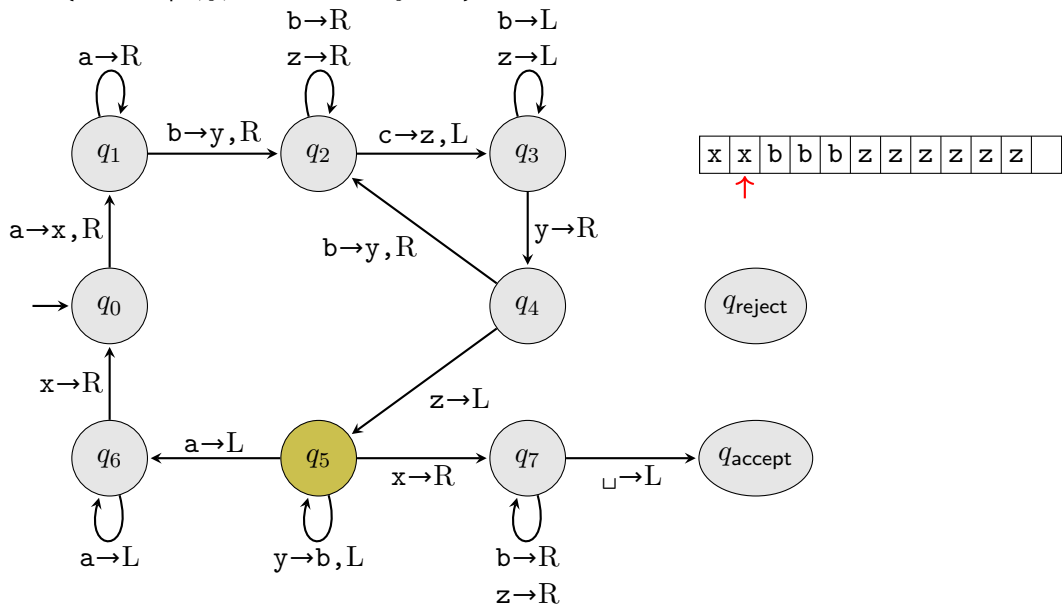 b→R b→L
a→R z→R z→L
q1 b→y,R q2 c→z,L q3 x x b b b z z z z z z
a→x,R b→y,R y→R
q0 q4 qreject
x→R z→L
q6 a→L q5 x→R q7 ␣→L qaccept
a→L y→b,L b→R
z→R